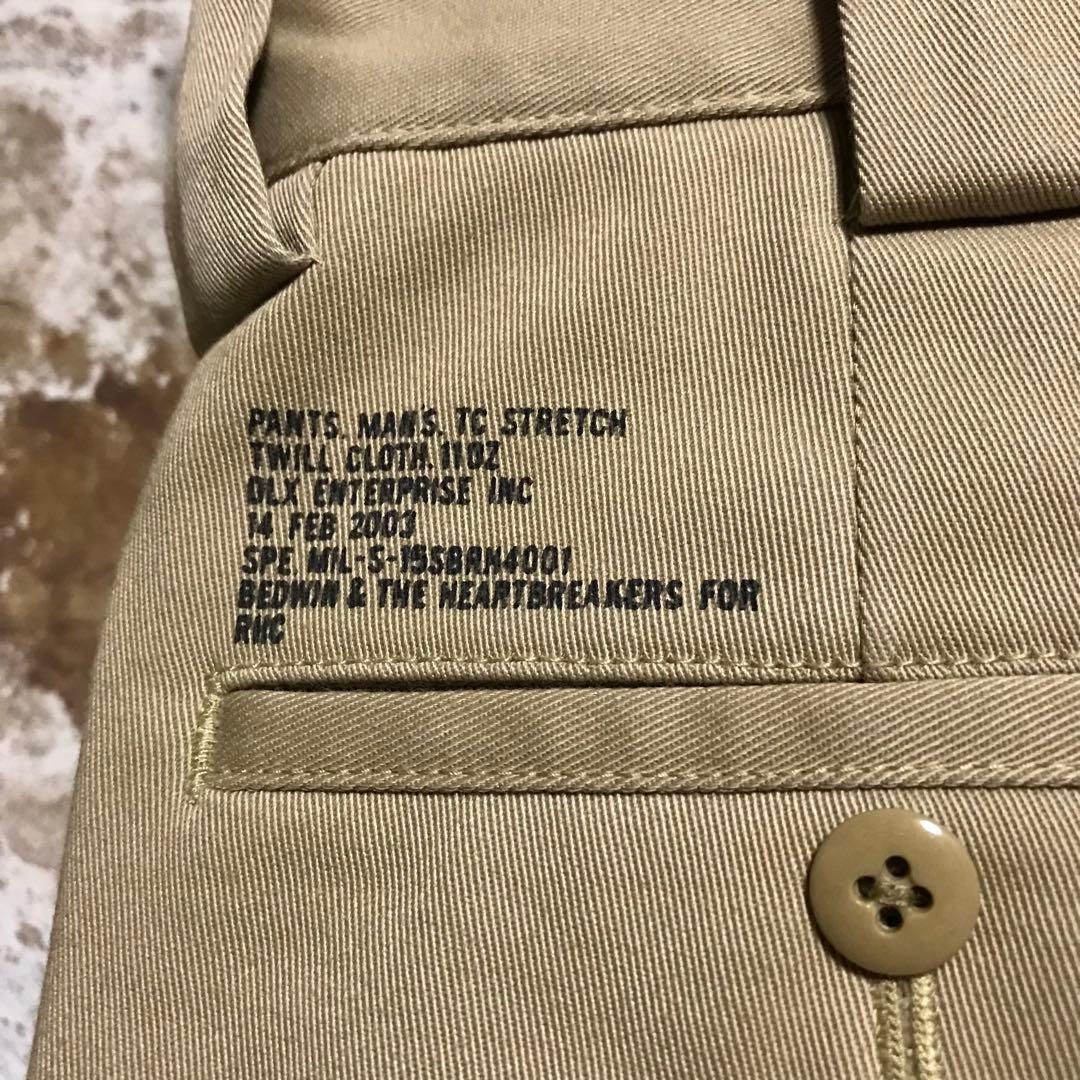 PANTS. MAN'S. TC STRETCH
TWILL CLOTH. 11OZ
DLX ENTERPRISE INC
14 FEB 2003
SPE. MIL-S-15SBRH4001
BEDWIN & THE HEARTBREAKERS FOR
RHC